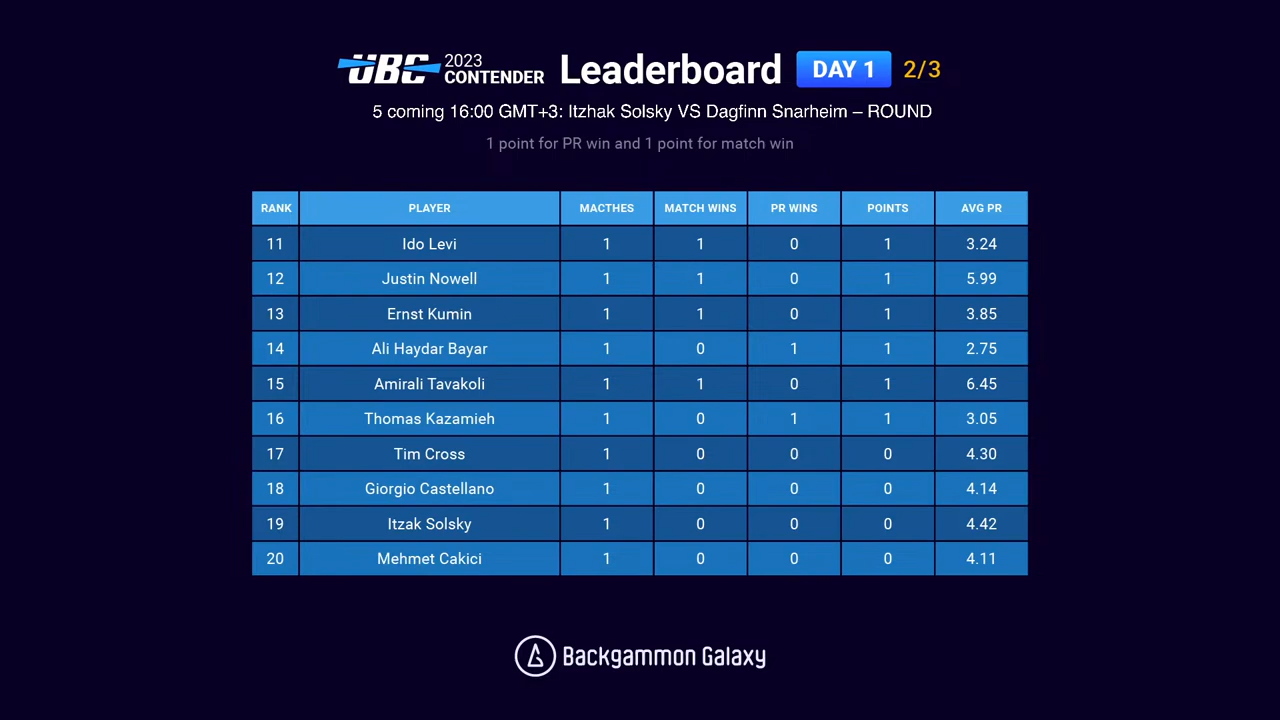 UBC 2023 CONTENDER Leaderboard DAY 1 2/3
5 coming 16:00 GMT+3: Itzhak Solsky VS Dagfinn Snarheim – ROUND
1 point for PR win and 1 point for match win
RANK PLAYER MACTHES MATCH WINS PR WINS POINTS AVG PR
11 Ido Levi 1 1 0 1 3.24
12 Justin Nowell 1 1 0 1 5.99
13 Ernst Kumin 1 1 0 1 3.85
14 Ali Haydar Bayar 1 0 1 1 2.75
15 Amirali Tavakoli 1 1 0 1 6.45
16 Thomas Kazamieh 1 0 1 1 3.05
17 Tim Cross 1 0 0 0 4.30
18 Giorgio Castellano 1 0 0 0 4.14
19 Itzak Solsky 1 0 0 0 4.42
20 Mehmet Cakici 1 0 0 0 4.11
Backgammon Galaxy